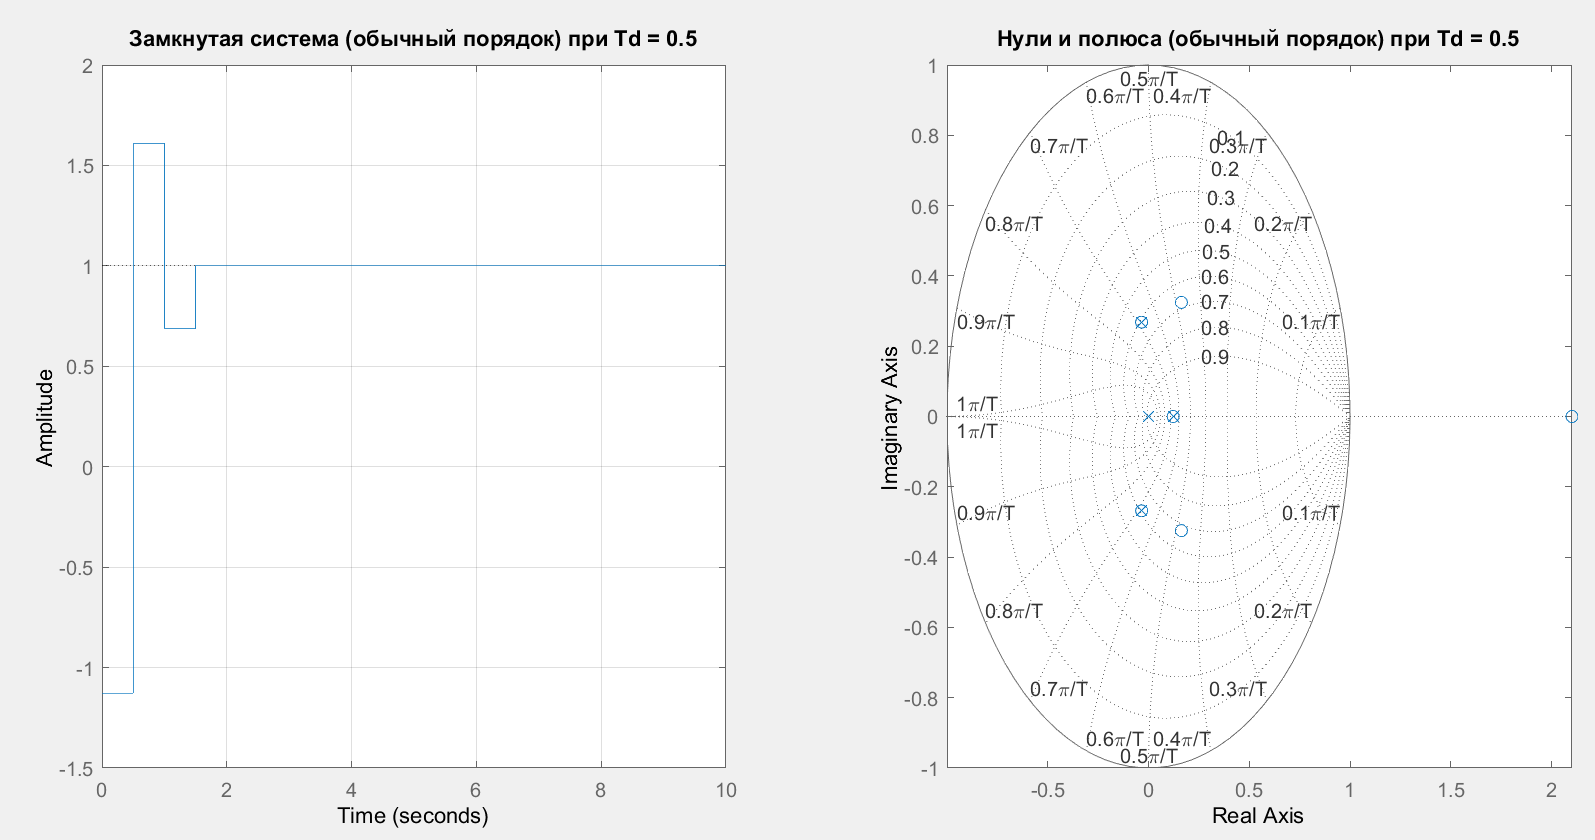 Замкнутая система (обычный порядок) при Td = 0.5
2
1.5
1
0.5
0
-0.5
-1
-1.5
Amplitude
0
2
4
6
8
10
Time (seconds)
Нули и полюса (обычный порядок) при Td = 0.5
1
0.8
0.6
0.4
0.2
0
-0.2
-0.4
-0.6
-0.8
-1
Imaginary Axis
0.5π/T
0.6π/T
0.4π/T
0.1
0.7π/T
0.3π/T
0.2
0.3
0.8π/T
0.4
0.2π/T
0.5
0.6
0.7
0.9π/T
0.8
0.1π/T
0.9
1π/T
1π/T
0.9π/T
0.1π/T
0.8π/T
0.2π/T
0.7π/T
0.3π/T
0.6π/T
0.4π/T
0.5π/T
-0.5
0
0.5
1
1.5
2
Real Axis